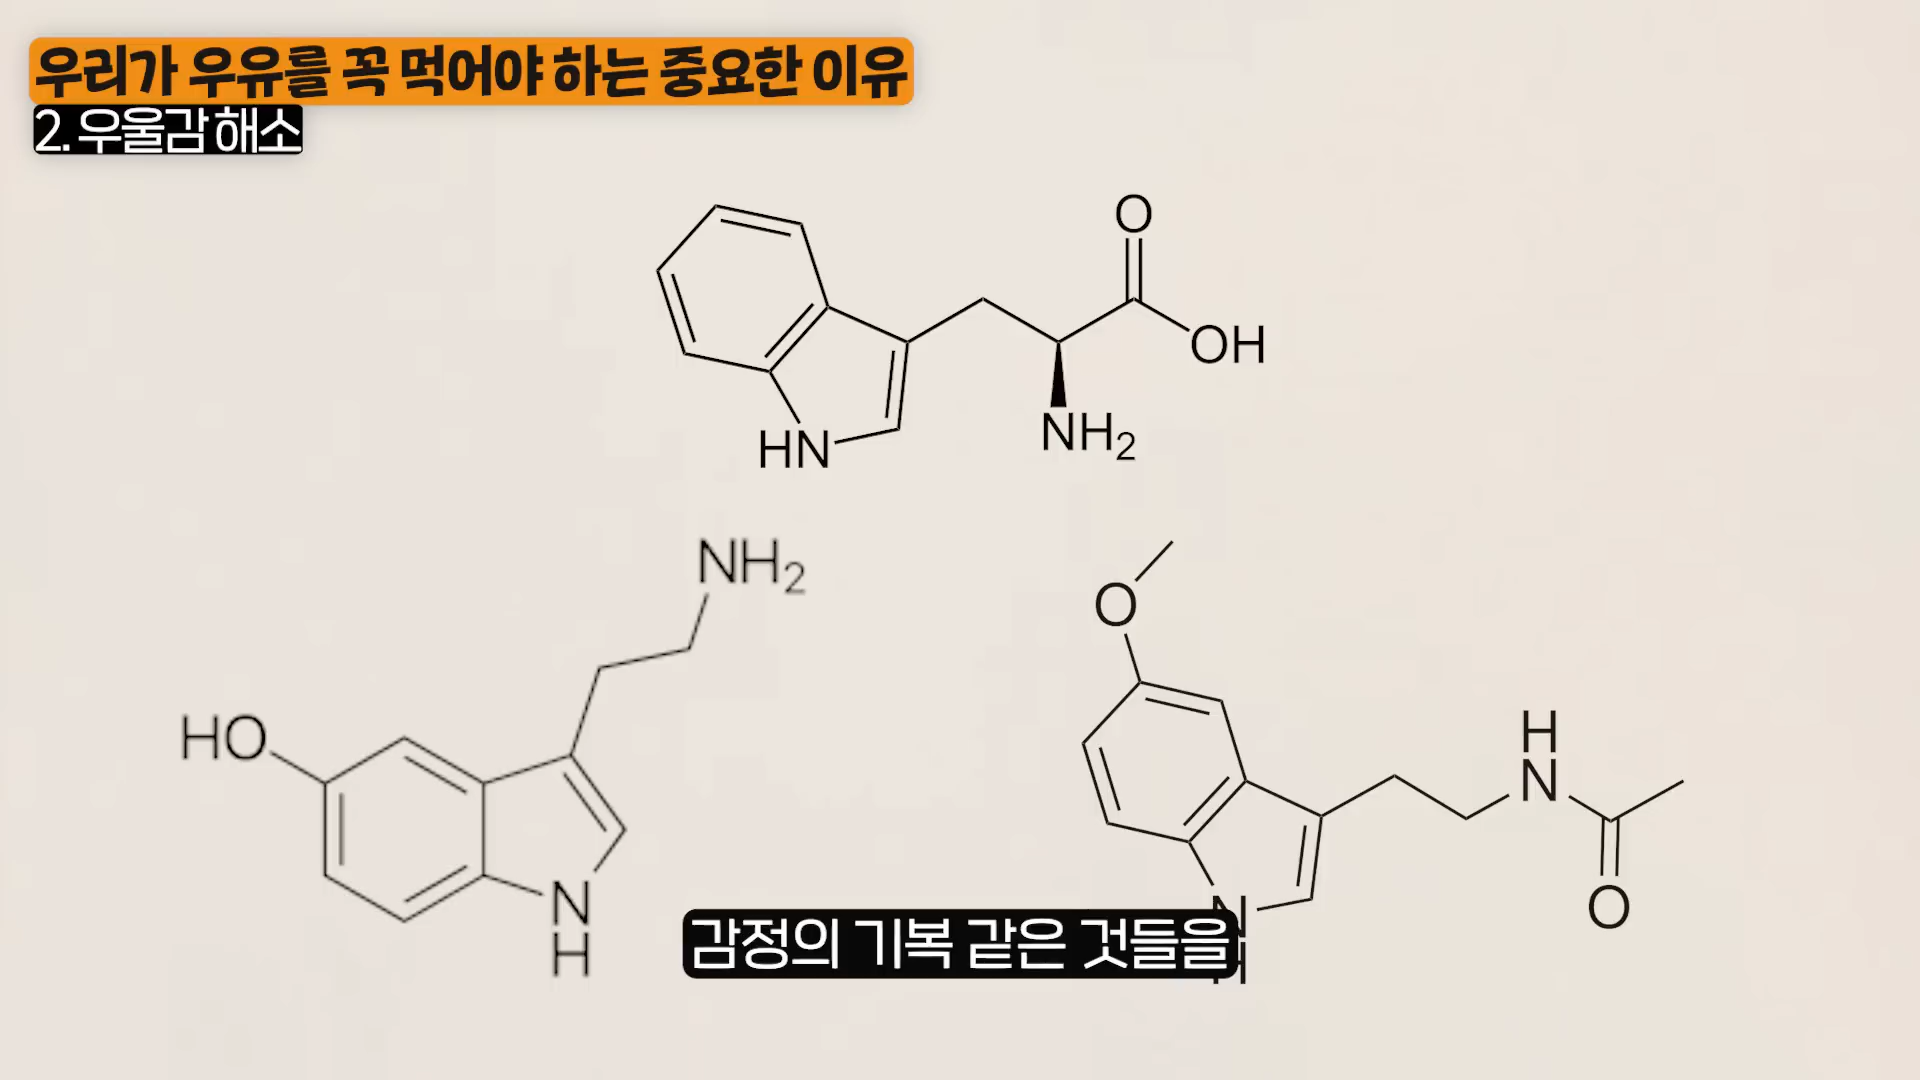 우리가 우유를 꼭 먹어야 하는 중요한 이유
2. 우울감 해소
O
OH
NH2
HN
NH2
HO
N
H
O
H
N
O
N
H
감정의 기복 같은 것들을